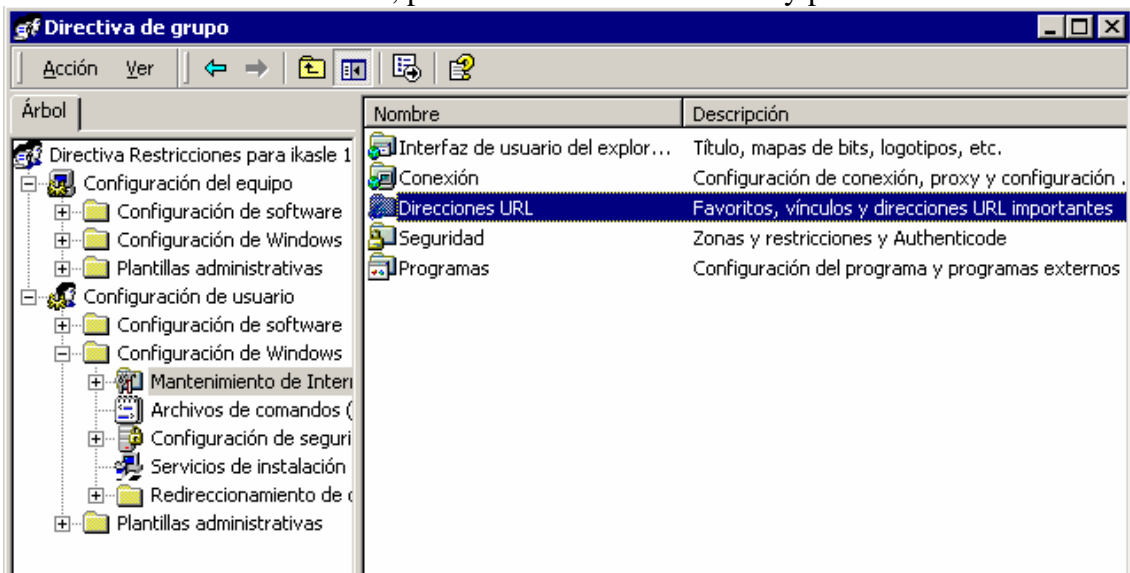 Directiva de grupo
Acción Ver
Árbol
Nombre Descripción
Directiva Restricciones para ikasle 1
Configuración del equipo
Configuración de software
Configuración de Windows
Plantillas administrativas
Configuración de usuario
Configuración de software
Configuración de Windows
Mantenimiento de Inter
Archivos de comandos (
Configuración de seguri
Servicios de instalación
Redireccionamiento de
Plantillas administrativas
Interfaz de usuario del explor... Título, mapas de bits, logotipos, etc.
Conexión Configuración de conexión, proxy y configuración .
Direcciones URL Favoritos, vínculos y direcciones URL importantes
Seguridad Zonas y restricciones y Authenticode
Programas Configuración del programa y programas externos